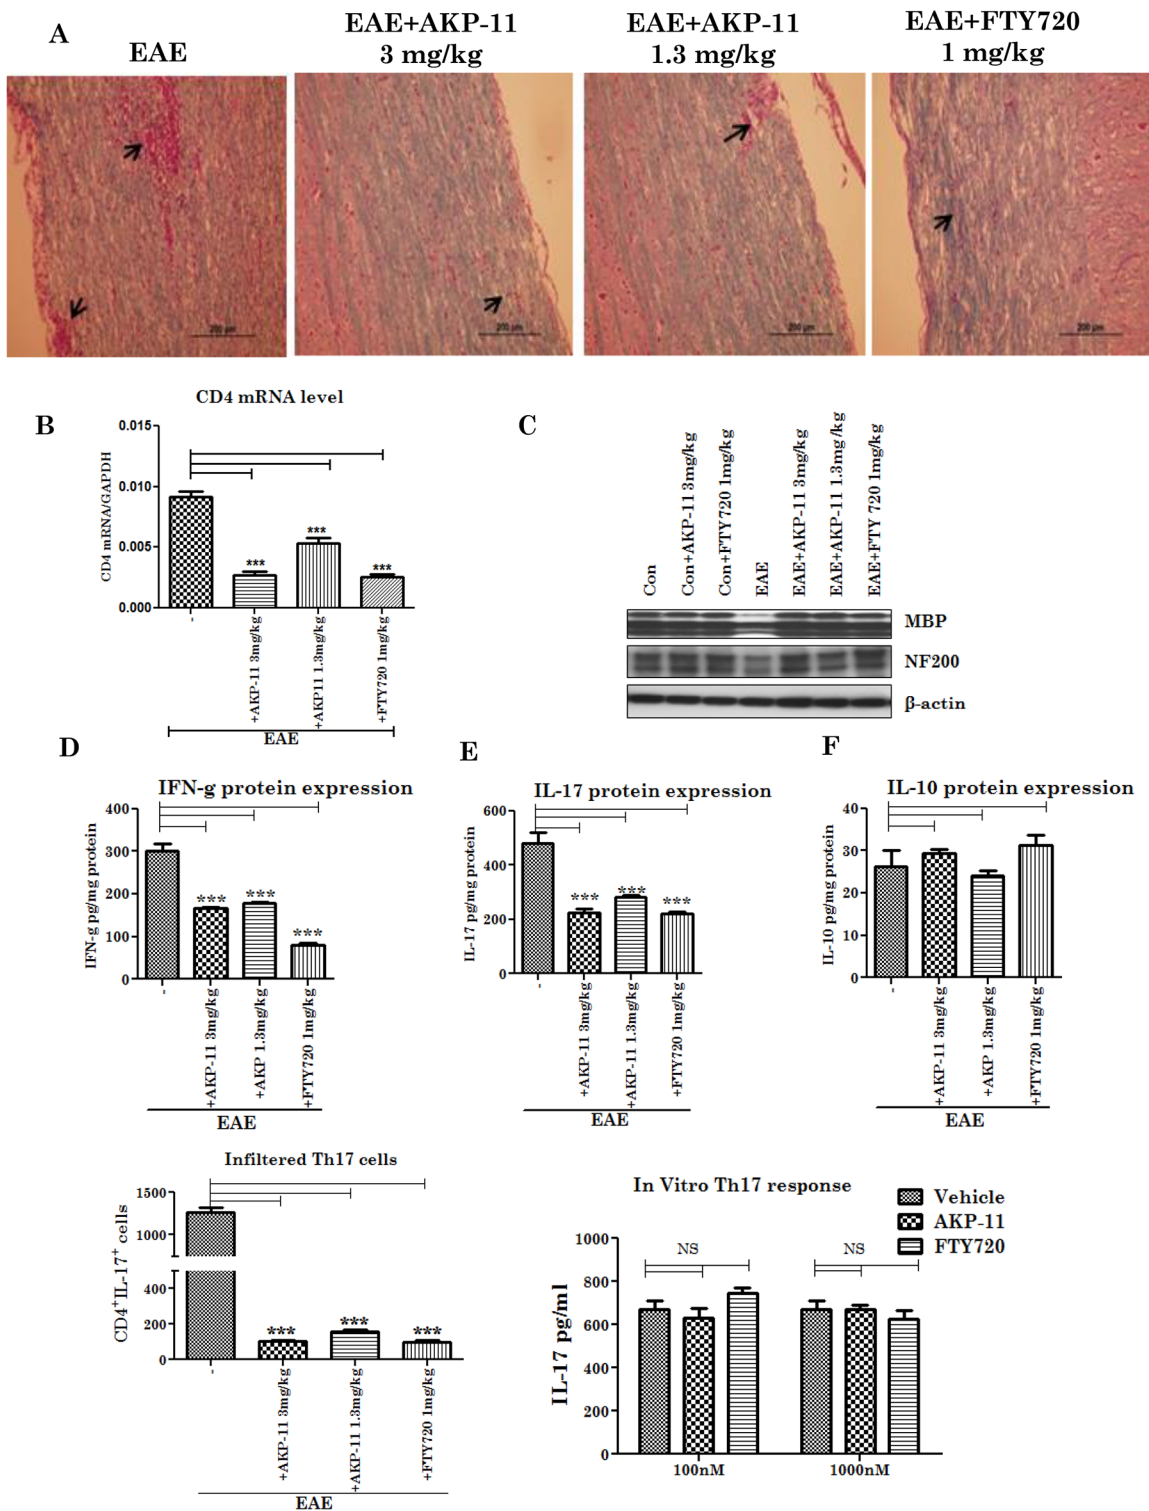 A
EAE
EAE+AKP-11
3 mg/kg
EAE+AKP-11
1.3 mg/kg
EAE+FTY720
1 mg/kg
200 µm
200 µm
200 µm
200 µm
B
CD4 mRNA level
CD4 mRNA/GAPDH
0.015
0.010
0.005
0.000
***
***
***
-
+AKP-11 3mg/kg
+AKP11 1.3mg/kg
+FTY720 1mg/kg
EAE
C
Con
Con+AKP-11 3mg/kg
Con+FTY720 1mg/kg
EAE
EAE+AKP-11 3mg/kg
EAE+AKP-11 1.3mg/kg
EAE+FTY 720 1mg/kg
MBP
NF200
β-actin
D
IFN-g protein expression
IFN-g pg/mg protein
400
300
200
100
0
***
***
***
-
+AKP-11 3mg/kg
+AKP 1.3mg/kg
+FTY720 1mg/kg
EAE
E
IL-17 protein expression
IL-17 pg/mg protein
600
400
200
0
***
***
***
-
+AKP-11 3mg/kg
+AKP-11 1.3mg/kg
+FTY720 1mg/kg
EAE
F
IL-10 protein expression
IL-10 pg/mg protein
40
30
20
10
0
-
+AKP-11 3mg/kg
+AKP 1.3mg/kg
+FTY720 1mg/kg
EAE
Infiltrated Th17 cells
CD4+IL-17+ cells
1500
1000
400
200
0
***
***
***
-
+AKP-11 3mg/kg
+AKP-11 1.3mg/kg
+FTY720 1mg/kg
EAE
In Vitro Th17 response
Vehicle
AKP-11
FTY720
IL-17 pg/ml
1000
800
600
400
200
0
NS
NS
100nM
1000nM